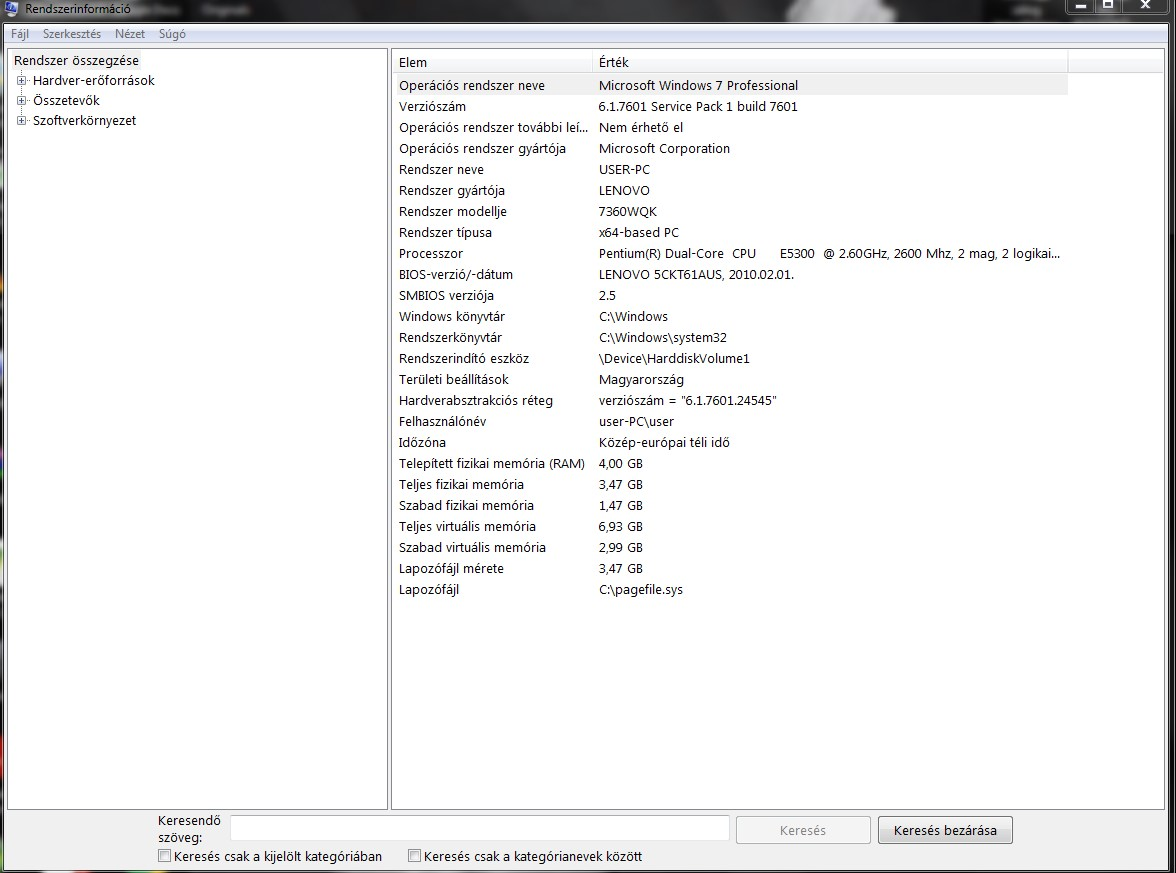 Rendszerinformáció
Fájl Szerkesztés Nézet Súgó
Rendszer összegzése
Hardver-erőforrások
Összetevők
Szoftverkörnyezet
Elem Érték
Operációs rendszer neve Microsoft Windows 7 Professional
Verziószám 6.1.7601 Service Pack 1 build 7601
Operációs rendszer további leí... Nem érhető el
Operációs rendszer gyártója Microsoft Corporation
Rendszer neve USER-PC
Rendszer gyártója LENOVO
Rendszer modellje 7360WQK
Rendszer típusa x64-based PC
Processzor Pentium(R) Dual-Core CPU E5300 @ 2.60GHz, 2600 Mhz, 2 mag, 2 logikai...
BIOS-verzió/-dátum LENOVO 5CKT61AUS, 2010.02.01.
SMBIOS verziója 2.5
Windows könyvtár C:\Windows
Rendszerkönyvtár C:\Windows\system32
Rendszerindító eszköz \Device\HarddiskVolume1
Területi beállítások Magyarország
Hardverabsztrakciós réteg verziószám = "6.1.7601.24545"
Felhasználónév user-PC\user
Időzóna Közép-európai téli idő
Telepített fizikai memória (RAM) 4,00 GB
Teljes fizikai memória 3,47 GB
Szabad fizikai memória 1,47 GB
Teljes virtuális memória 6,93 GB
Szabad virtuális memória 2,99 GB
Lapozófájl mérete 3,47 GB
Lapozófájl C:\pagefile.sys
Keresendő
szöveg:
Keresés Keresés bezárása
Keresés csak a kijelölt kategóriában Keresés csak a kategórianevek között